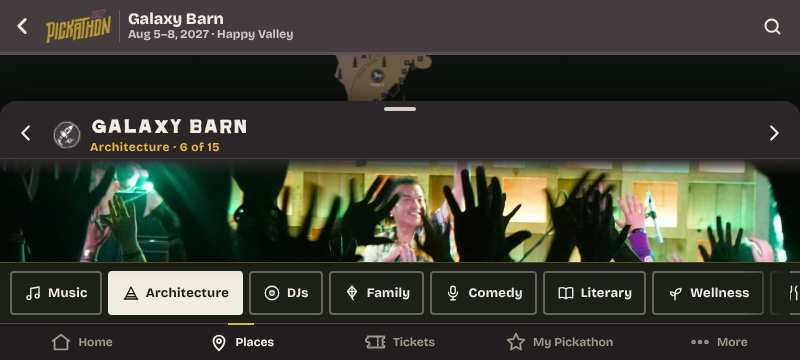 PICKATHON
Galaxy Barn
Aug 5–8, 2027 · Happy Valley
GALAXY BARN
Architecture · 6 of 15
Music
Architecture
DJs
Family
Comedy
Literary
Wellness
Home
Places
Tickets
My Pickathon
More